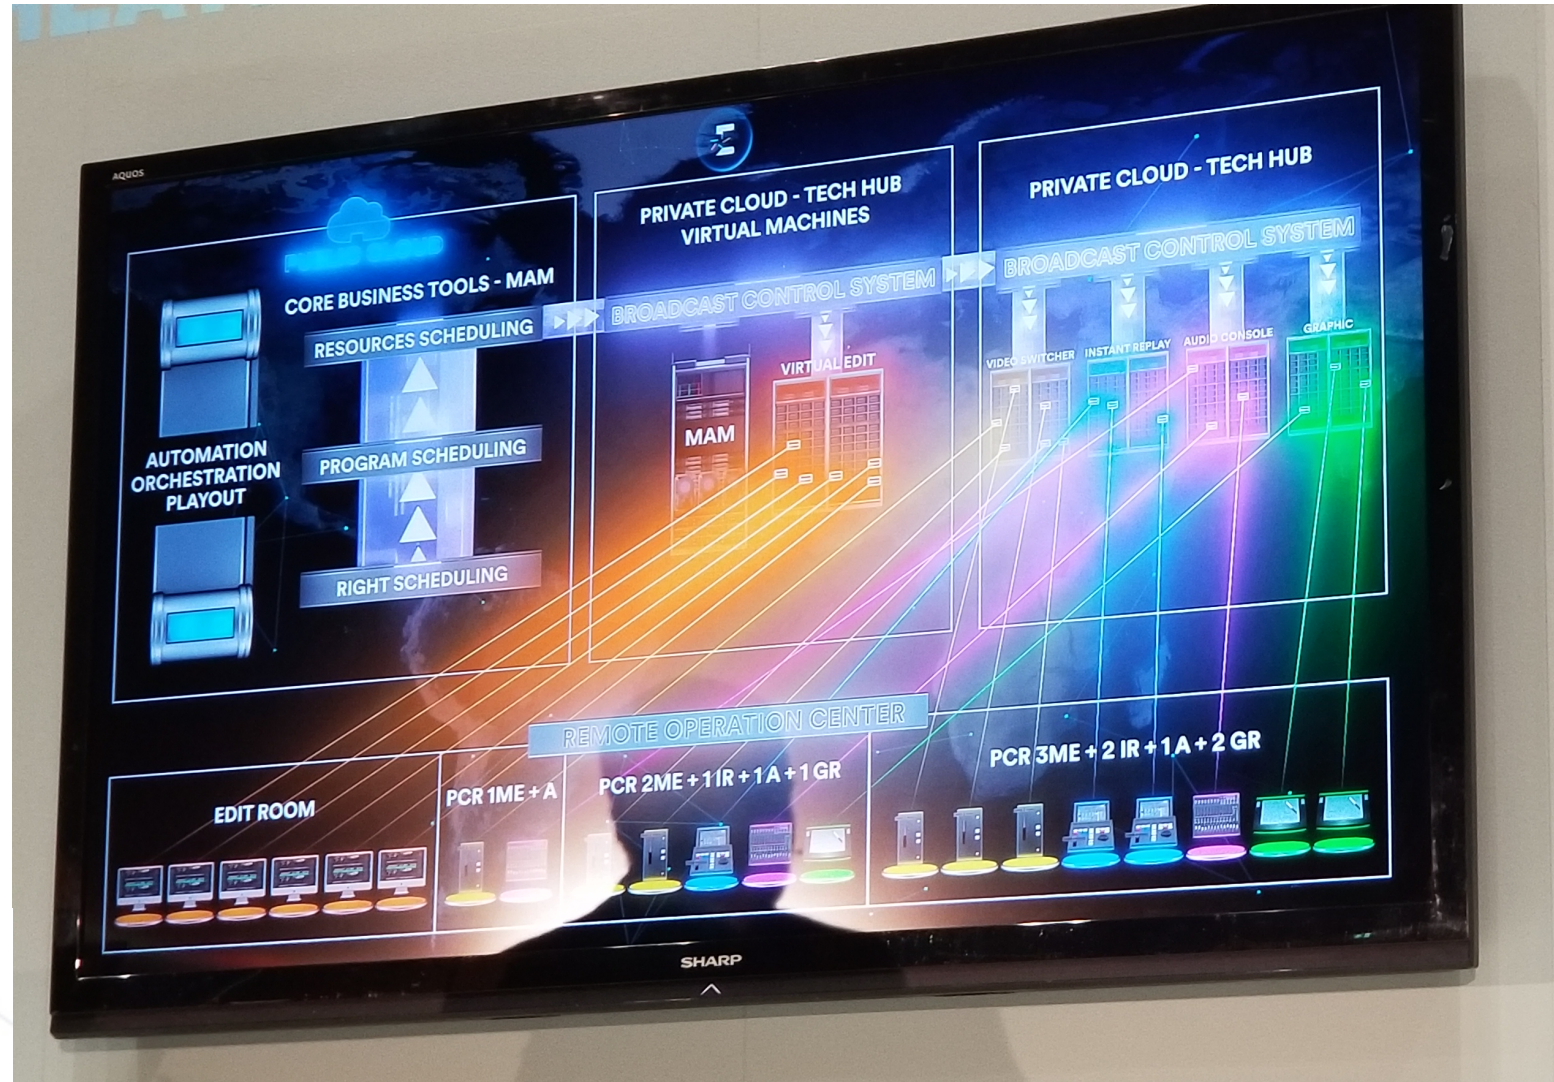 AQUOS
CORE BUSINESS TOOLS - MAM
RESOURCES SCHEDULING
PROGRAM SCHEDULING
RIGHT SCHEDULING
AUTOMATION
ORCHESTRATION
PLAYOUT
PRIVATE CLOUD - TECH HUB
VIRTUAL MACHINES
BROADCAST CONTROL SYSTEM
MAM
VIRTUAL EDIT
PRIVATE CLOUD - TECH HUB
BROADCAST CONTROL SYSTEM
VIDEO SWITCHER
INSTANT REPLAY
AUDIO CONSOLE
GRAPHIC
REMOTE OPERATION CENTER
EDIT ROOM
PCR 1ME + A
PCR 2ME + 1 IR + 1 A + 1 GR
PCR 3ME + 2 IR + 1 A + 2 GR
SHARP